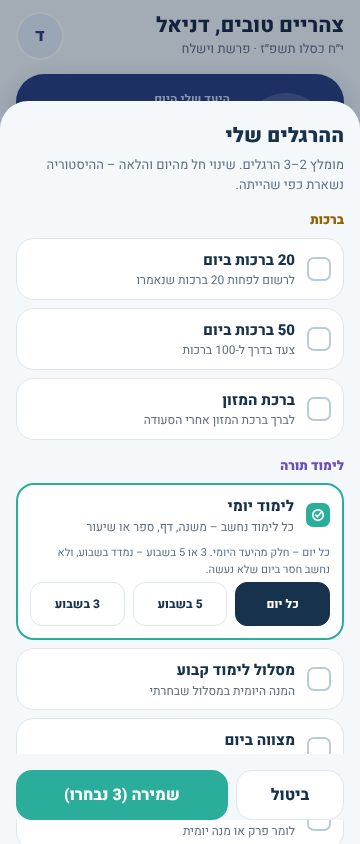 צהריים טובים, דניאל
ד
י״ח כסלו תשפ״ז · פרשת וישלח
היעד שלי היום
ההרגלים שלי
מומלץ 2–3 הרגלים. שינוי חל מהיום והלאה – ההיסטוריה
נשארת כפי שהייתה.
ברכות
20 ברכות ביום
לרשום לפחות 20 ברכות שנאמרו
50 ברכות ביום
צעד בדרך ל-100 ברכות
ברכת המזון
לברך ברכת המזון אחרי הסעודה
לימוד תורה
לימוד יומי
כל לימוד נחשב – משנה, דף, ספר או שיעור
כל יום – חלק מהיעד היומי. 3 או 5 בשבוע – נמדד בשבוע, ולא
נחשב חסר ביום שלא נעשה.
כל יום
5 בשבוע
3 בשבוע
מסלול לימוד קבוע
המנה היומית במסלול שבחרתי
מצווה ביום
ביטול
שמירה (3 נבחרו)
לומר פרק או מנה יומית